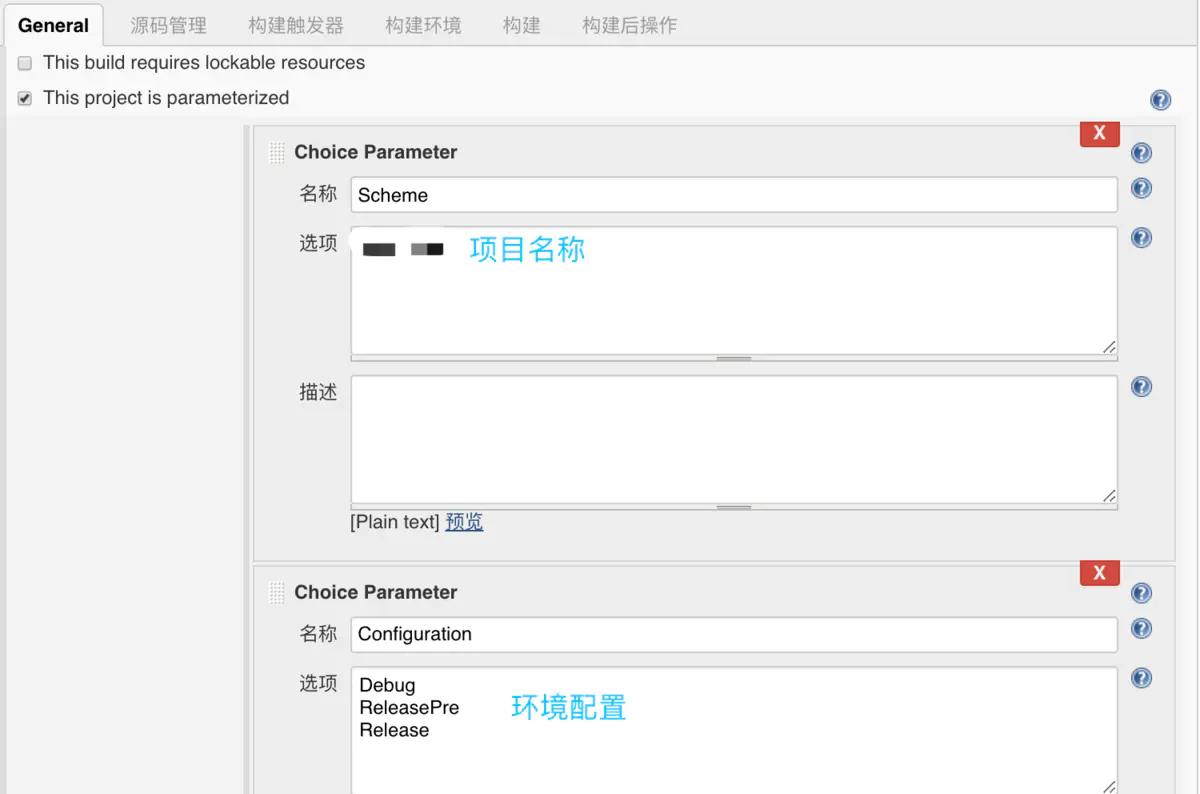 General 源码管理 构建触发器 构建环境 构建 构建后操作
This build requires lockable resources
This project is parameterized
X
Choice Parameter
名称 Scheme
选项 项目名称
描述
[Plain text] 预览
X
Choice Parameter
名称 Configuration
选项 Debug
ReleasePre 环境配置
Release